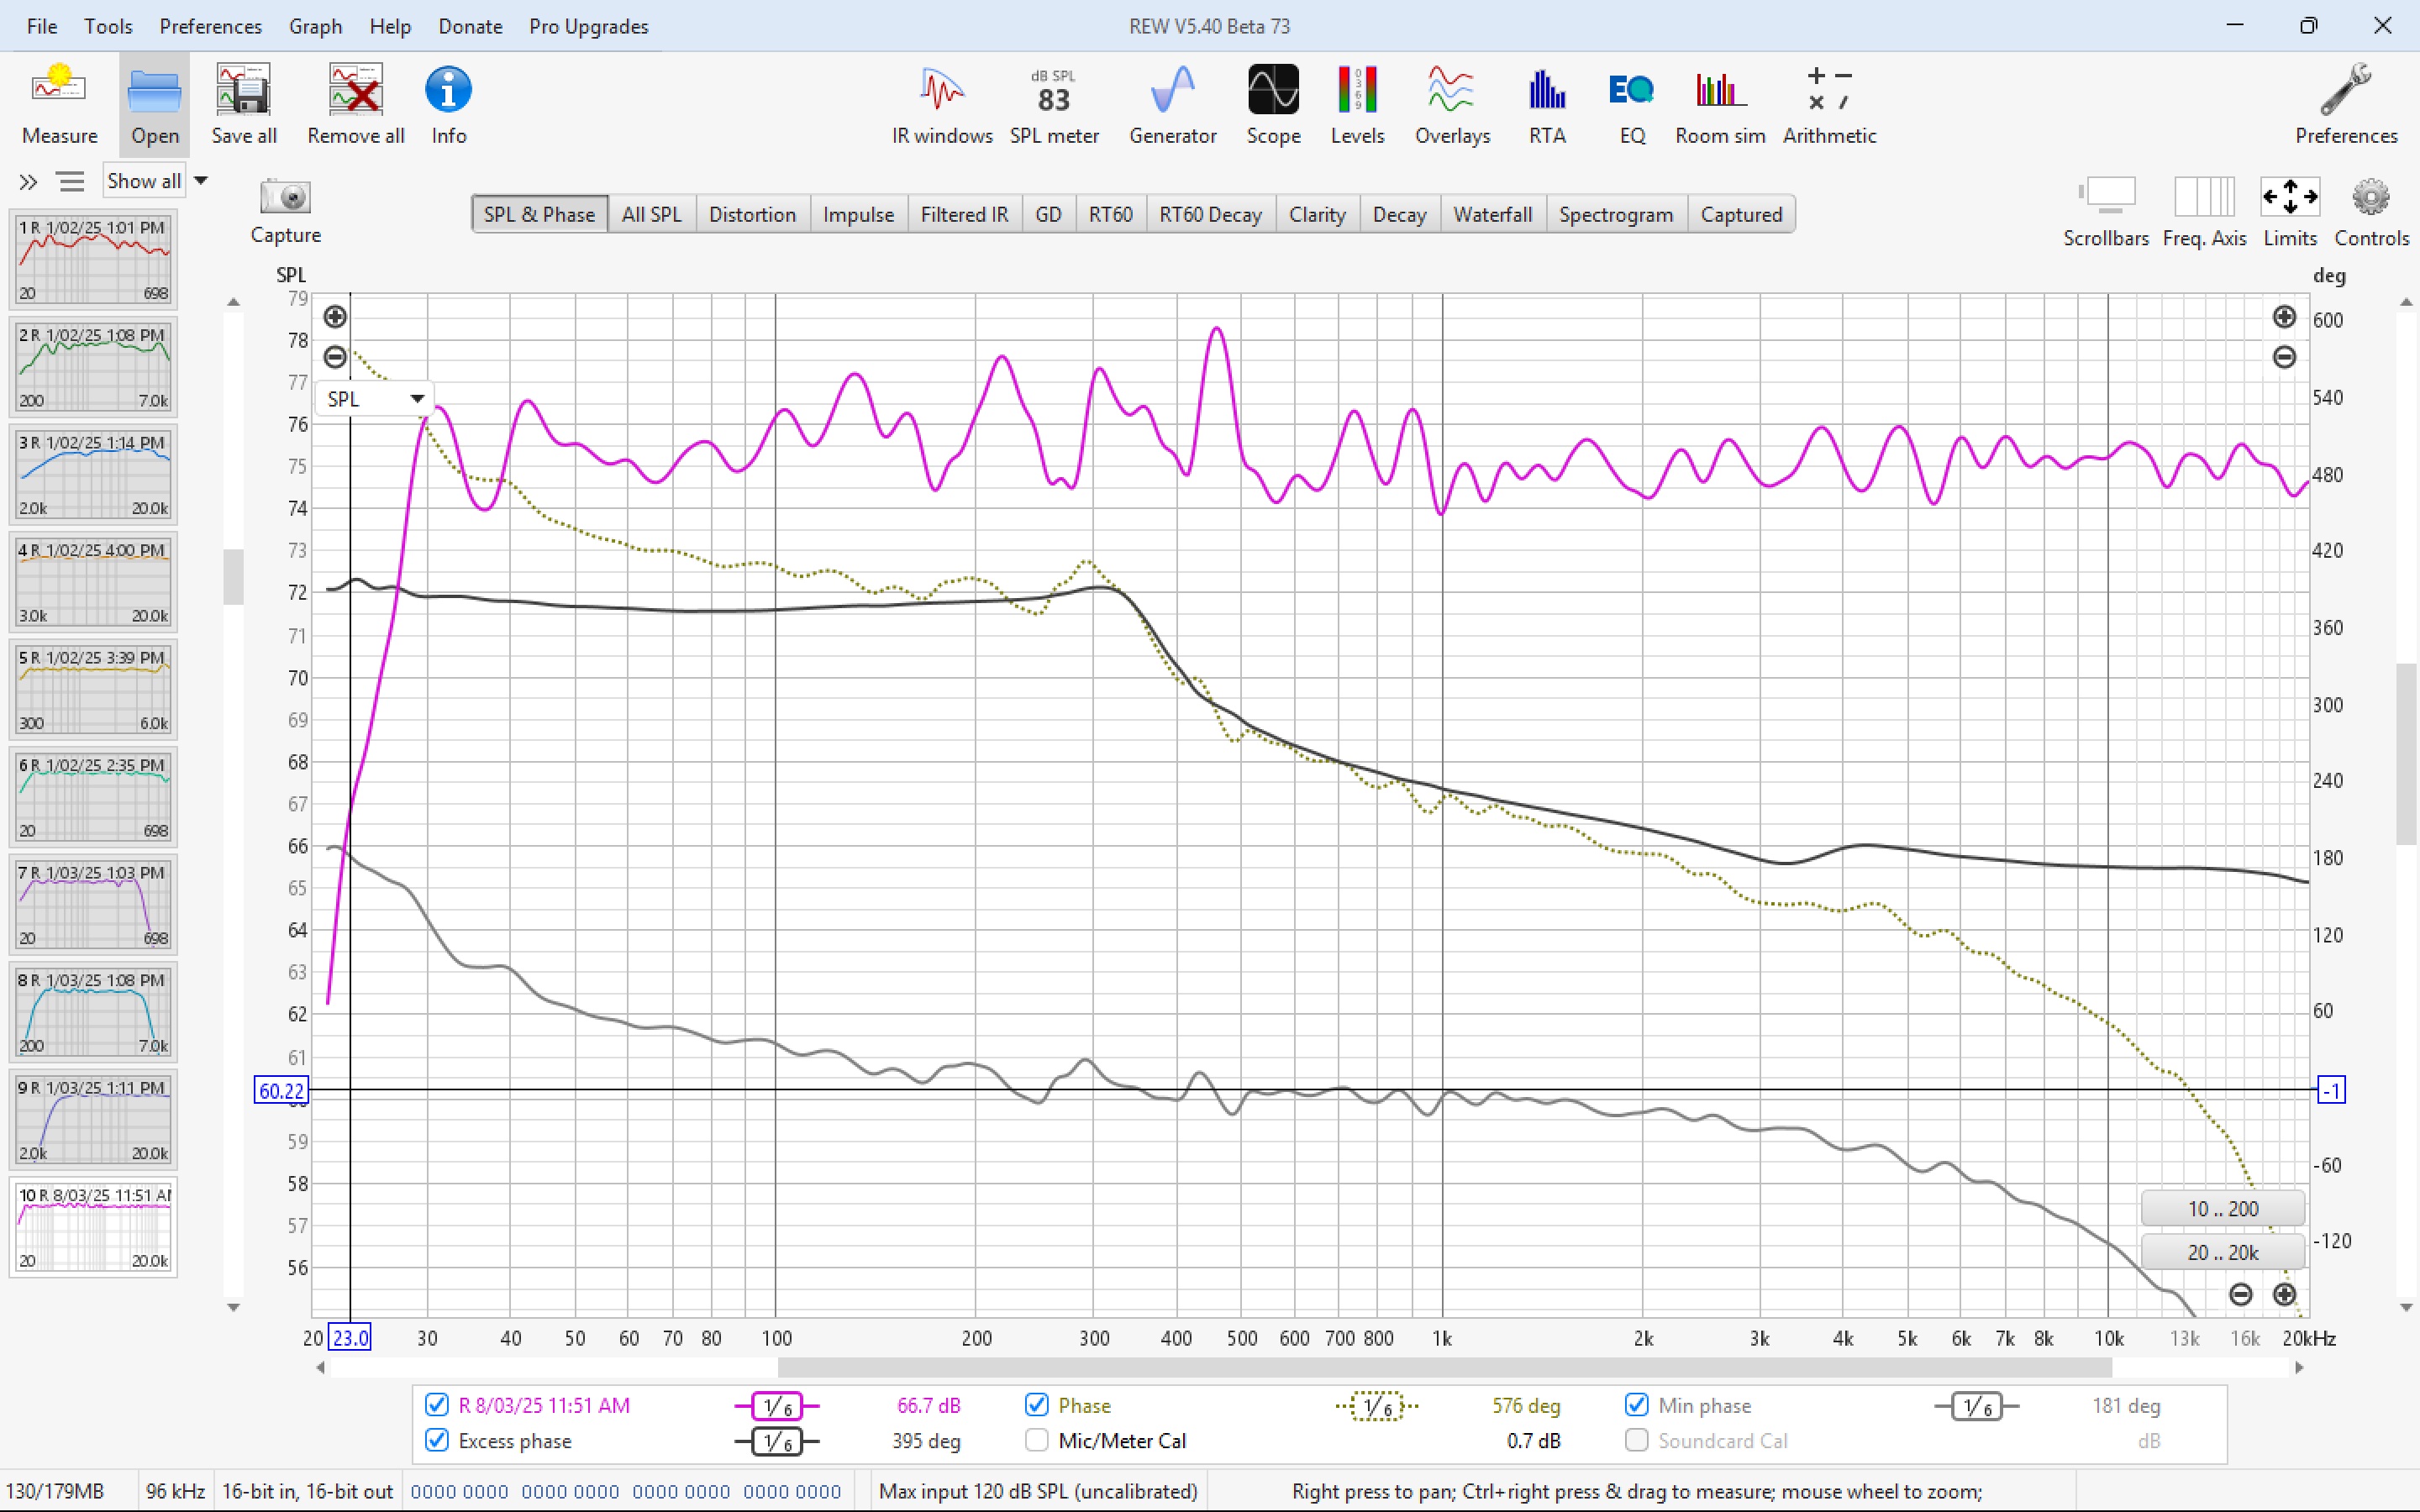 File Tools Preferences Graph Help Donate Pro Upgrades REW V5.40 Beta 73
dB SPL
83
0 3 6 9
EQ
Measure Open Save all Remove all Info IR windows SPL meter Generator Scope Levels Overlays RTA EQ Room sim Arithmetic Preferences
Show all
Capture
SPL & Phase All SPL Distortion Impulse Filtered IR GD RT60 RT60 Decay Clarity Decay Waterfall Spectrogram Captured
Scrollbars Freq. Axis Limits Controls
1 R 1/02/25 1:01 PM
20 698
2 R 1/02/25 1:08 PM
200 7.0k
3 R 1/02/25 1:14 PM
2.0k 20.0k
4 R 1/02/25 4:00 PM
3.0k 20.0k
5 R 1/02/25 3:39 PM
300 6.0k
6 R 1/02/25 2:35 PM
20 698
7 R 1/03/25 1:03 PM
20 698
8 R 1/03/25 1:08 PM
200 7.0k
9 R 1/03/25 1:11 PM
2.0k 20.0k
10 R 8/03/25 11:51 A
20 20.0k
SPL
79
78
77
76
75
74
73
72
71
70
69
68
67
66
65
64
63
62
61
60.22
59
58
57
56
SPL
deg
600
540
480
420
360
300
240
180
120
60
-1
-60
-120
10 .. 200
20 .. 20k
20 23.0 30 40 50 60 70 80 100 200 300 400 500 600 700 800 1k 2k 3k 4k 5k 6k 7k 8k 10k 13k 16k 20kHz
R 8/03/25 11:51 AM 1/6 66.7 dB Phase 1/6 576 deg Min phase 1/6 181 deg
Excess phase 1/6 395 deg Mic/Meter Cal 0.7 dB Soundcard Cal dB
130/179MB 96 kHz 16-bit in, 16-bit out 0000 0000 0000 0000 0000 0000 0000 0000 Max input 120 dB SPL (uncalibrated) Right press to pan; Ctrl+right press & drag to measure; mouse wheel to zoom;